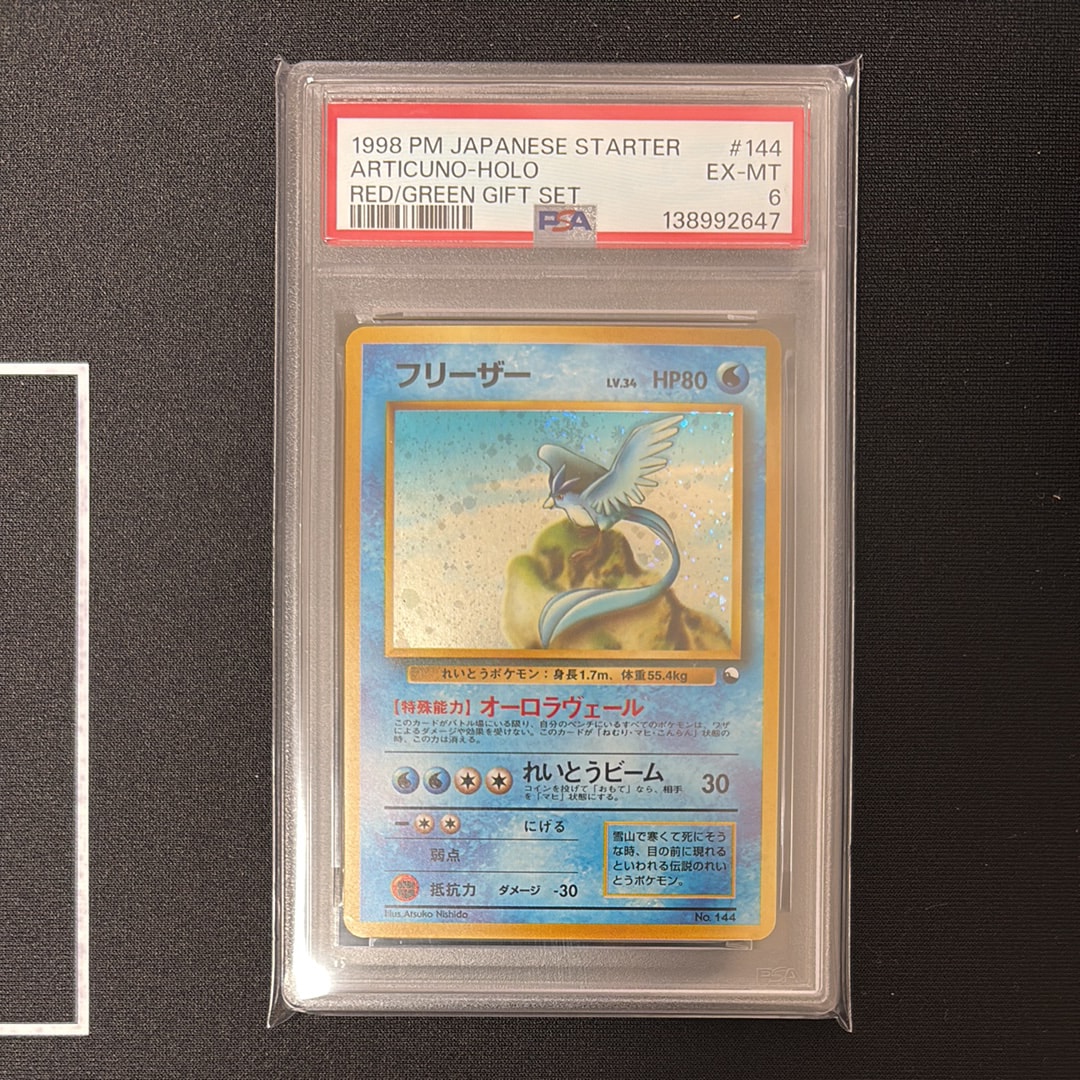 1998 PM JAPANESE STARTER #144
ARTICUNO-HOLO EX-MT
RED/GREEN GIFT SET 6
PSA 138992647
フリーザー LV.34 HP80
れいとうポケモン：身長1.7m、体重55.4kg
【特殊能力】オーロラヴェール
このカードがバトル場にいる限り、自分のベンチにいるすべてのポケモンは、ワザ
によるダメージや効果を受けない。このカードが「ねむり・マヒ・こんらん」状態の
時、この力は消える。
れいとうビーム 30
コインを投げて「おもて」なら、相手
を「マヒ」状態にする。
にげる
弱点
抵抗力 ダメージ -30
雪山で寒くて死にそう
な時、目の前に現れる
といわれる伝説のれい
とうポケモン。
Illus. Atsuko Nishida No. 144
PSA